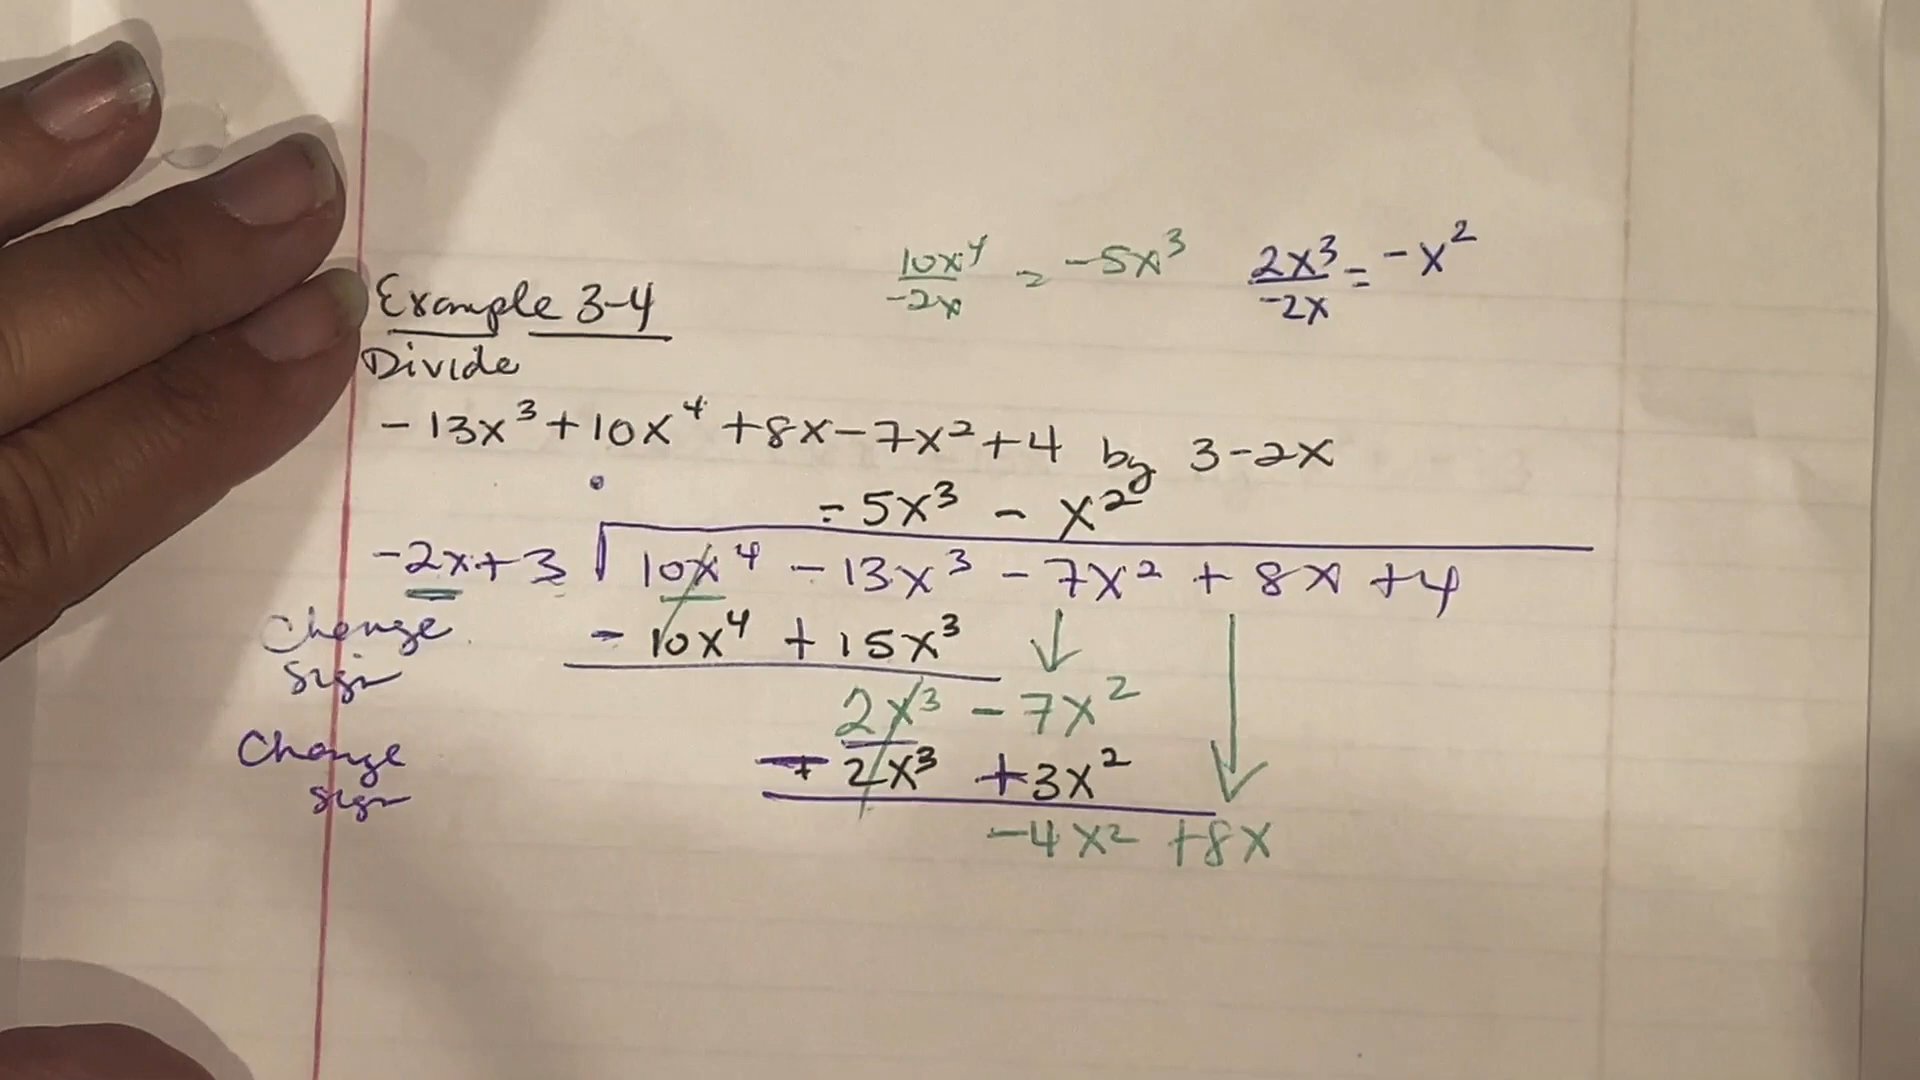 10x⁴/-2x = -5x³   2x³/-2x = -x²
Example 3-4
Divide
-13x³+10x⁴+8x-7x²+4 by 3-2x
-5x³ - x²
-2x+3 10x⁴ - 13x³ - 7x² + 8x +4
Change - 10x⁴ + 15x³
Sign
2x³ - 7x²
Change - 2x³ +3x²
Sign
-4x² +8x